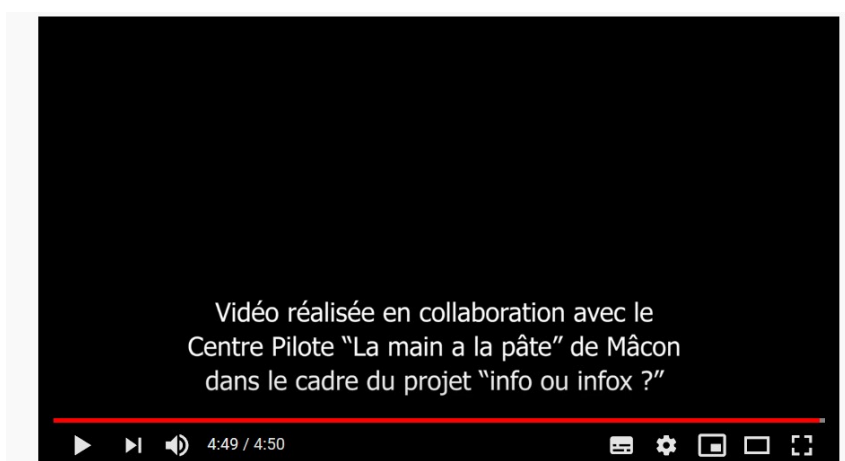 Vidéo réalisée en collaboration avec le
Centre Pilote “La main a la pâte” de Mâcon
dans le cadre du projet “info ou infox ?”
4:49 / 4:50